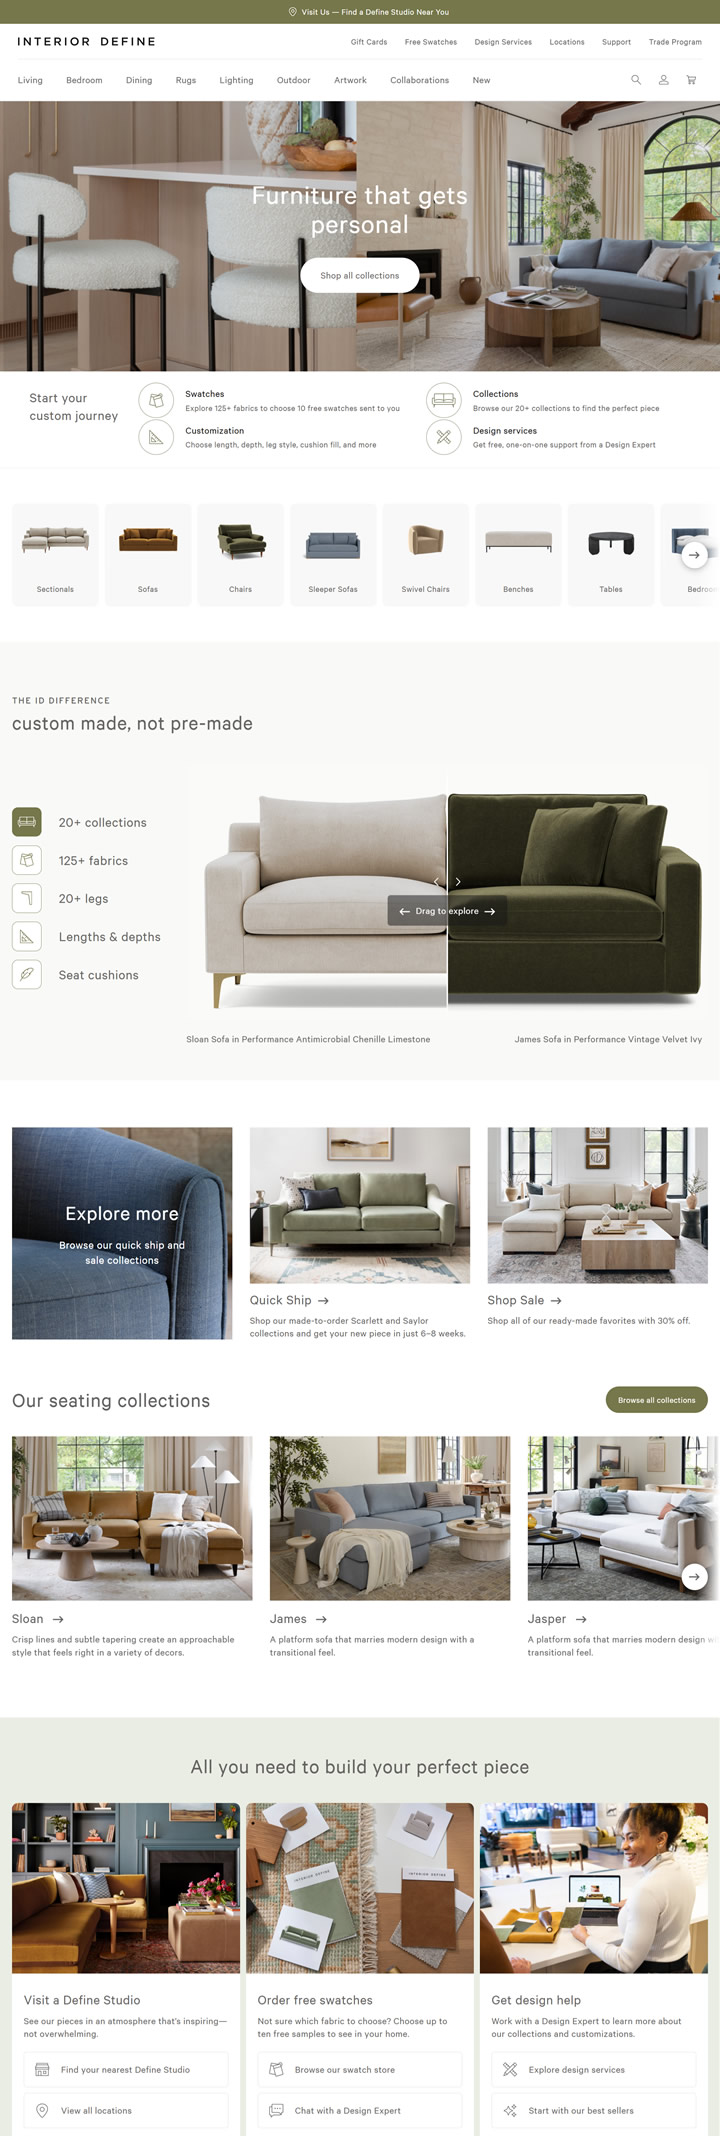 Visit Us — Find a Define Studio Near You
INTERIOR DEFINE
Gift Cards
Free Swatches
Design Services
Locations
Support
Trade Program
Living
Bedroom
Dining
Rugs
Lighting
Outdoor
Artwork
Collaborations
New
Furniture that gets
personal
Shop all collections
Start your
custom journey
Swatches
Explore 125+ fabrics to choose 10 free swatches sent to you
Collections
Browse our 20+ collections to find the perfect piece
Customization
Choose length, depth, leg style, cushion fill, and more
Design services
Get free, one-on-one support from a Design Expert
Sectionals
Sofas
Chairs
Sleeper Sofas
Swivel Chairs
Benches
Tables
Bedroom
THE ID DIFFERENCE
custom made, not pre-made
20+ collections
125+ fabrics
20+ legs
Lengths & depths
Seat cushions
Drag to explore
Sloan Sofa in Performance Antimicrobial Chenille Limestone
James Sofa in Performance Vintage Velvet Ivy
Explore more
Browse our quick ship and
sale collections
Quick Ship
Shop our made-to-order Scarlett and Saylor
collections and get your new piece in just 6–8 weeks.
Shop Sale
Shop all of our ready-made favorites with 30% off.
Our seating collections
Browse all collections
Sloan
Crisp lines and subtle tapering create an approachable
style that feels right in a variety of decors.
James
A platform sofa that marries modern design with a
transitional feel.
Jasper
A platform sofa that marries modern design
transitional feel.
All you need to build your perfect piece
INTERIOR DEFINE
INTERIOR DEFINE
Visit a Define Studio
See our pieces in an atmosphere that's inspiring—
not overwhelming.
Find your nearest Define Studio
View all locations
Order free swatches
Not sure which fabric to choose? Choose up to
ten free samples to see in your home.
Browse our swatch store
Chat with a Design Expert
Get design help
Work with a Design Expert to learn more about
our collections and customizations.
Explore design services
Start with our best sellers